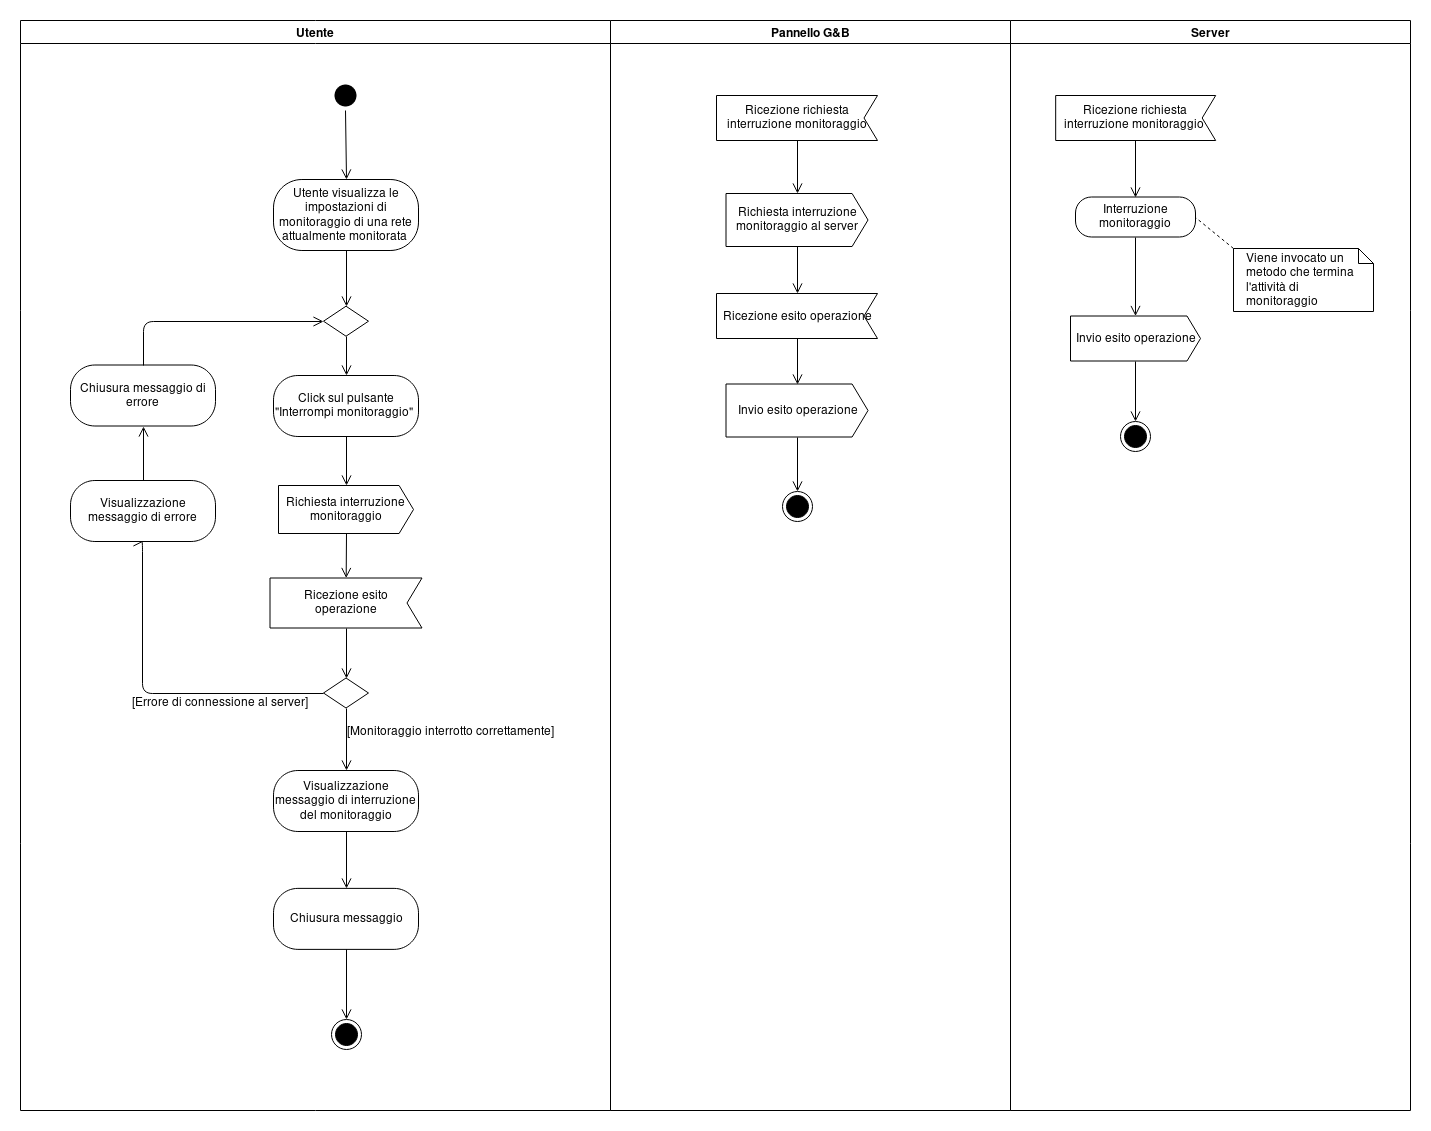 Utente
Pannello G&B
Server
Utente visualizza le
impostazioni di
monitoraggio di una rete
attualmente monitorata
Chiusura messaggio di
errore
Click sul pulsante
"Interrompi monitoraggio"
Visualizzazione
messaggio di errore
Richiesta interruzione
monitoraggio
Ricezione esito
operazione
[Errore di connessione al server]
[Monitoraggio interrotto correttamente]
Visualizzazione
messaggio di interruzione
del monitoraggio
Chiusura messaggio
Ricezione richiesta
interruzione monitoraggio
Richiesta interruzione
monitoraggio al server
Ricezione esito operazione
Invio esito operazione
Ricezione richiesta
interruzione monitoraggio
Interruzione
monitoraggio
Viene invocato un
metodo che termina
l'attività di
monitoraggio
Invio esito operazione